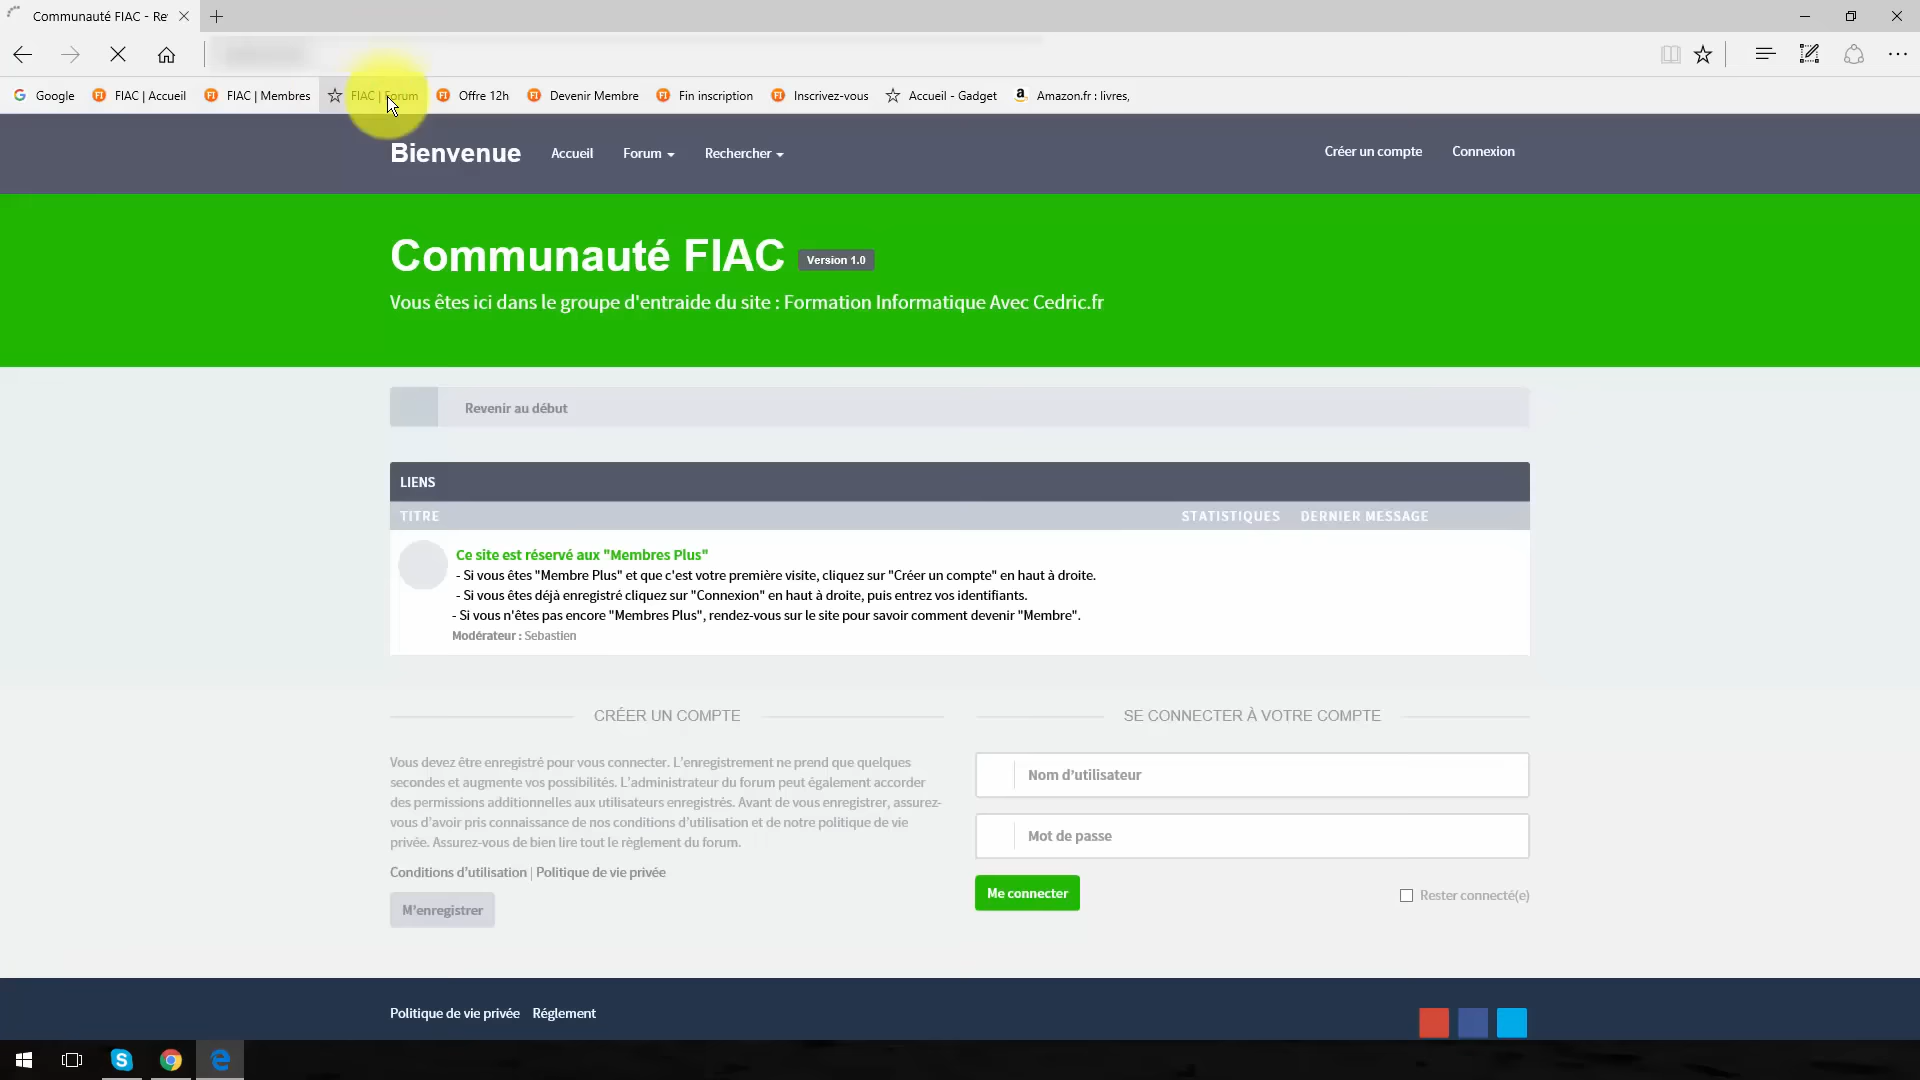 Communauté FIAC - Re
Google FIAC | Accueil FIAC | Membres FIAC | Forum Offre 12h Devenir Membre Fin inscription Inscrivez-vous Accueil - Gadget Amazon.fr : livres,
Bienvenue Accueil Forum Rechercher Créer un compte Connexion
Communauté FIAC Version 1.0
Vous êtes ici dans le groupe d'entraide du site : Formation Informatique Avec Cedric.fr
Revenir au début
LIENS
TITRE STATISTIQUES DERNIER MESSAGE
Ce site est réservé aux "Membres Plus"
- Si vous êtes "Membre Plus" et que c'est votre première visite, cliquez sur "Créer un compte" en haut à droite.
- Si vous êtes déjà enregistré cliquez sur "Connexion" en haut à droite, puis entrez vos identifiants.
- Si vous n'êtes pas encore "Membres Plus", rendez-vous sur le site pour savoir comment devenir "Membre".
Modérateur : Sebastien
CRÉER UN COMPTE
Vous devez être enregistré pour vous connecter. L’enregistrement ne prend que quelques
secondes et augmente vos possibilités. L’administrateur du forum peut également accorder
des permissions additionnelles aux utilisateurs enregistrés. Avant de vous enregistrer, assurez-
vous d’avoir pris connaissance de nos conditions d’utilisation et de notre politique de vie
privée. Assurez-vous de bien lire tout le règlement du forum.
Conditions d’utilisation | Politique de vie privée
M’enregistrer
SE CONNECTER À VOTRE COMPTE
Nom d’utilisateur
Mot de passe
Me connecter Rester connecté(e)
Politique de vie privée Réglement